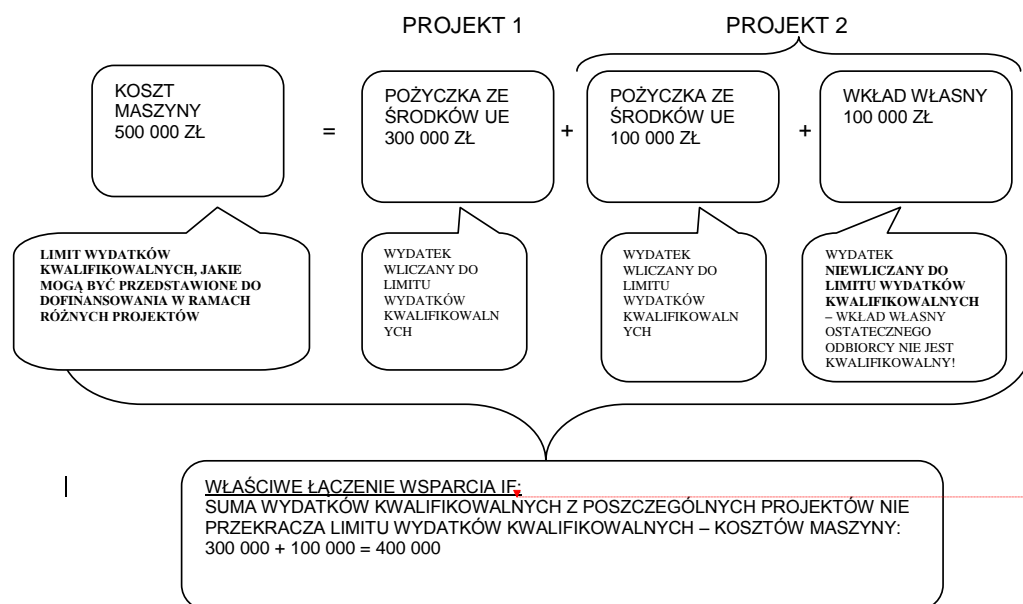 PROJEKT 1
PROJEKT 2
KOSZT
MASZYNY
500 000 ZŁ
=
POŻYCZKA ZE
ŚRODKÓW UE
300 000 ZŁ
+
POŻYCZKA ZE
ŚRODKÓW UE
100 000 ZŁ
+
WKŁAD WŁASNY
100 000 ZŁ
LIMIT WYDATKÓW
KWALIFIKOWALNYCH, JAKIE
MOGĄ BYĆ PRZEDSTAWIONE DO
DOFINANSOWANIA W RAMACH
RÓŻNYCH PROJEKTÓW
WYDATEK
WLICZANY DO
LIMITU
WYDATKÓW
KWALIFIKOWALN
YCH
WYDATEK
WLICZANY DO
LIMITU
WYDATKÓW
KWALIFIKOWALN
YCH
WYDATEK
NIEWLICZANY DO
LIMITU WYDATKÓW
KWALIFIKOWALNYCH
– WKŁAD WŁASNY
OSTATECZNEGO
ODBIORCY NIE JEST
KWALIFIKOWALNY!
WŁAŚCIWE ŁĄCZENIE WSPARCIA IF:
SUMA WYDATKÓW KWALIFIKOWALNYCH Z POSZCZEGÓLNYCH PROJEKTÓW NIE
PRZEKRACZA LIMITU WYDATKÓW KWALIFIKOWALNYCH – KOSZTÓW MASZYNY:
300 000 + 100 000 = 400 000